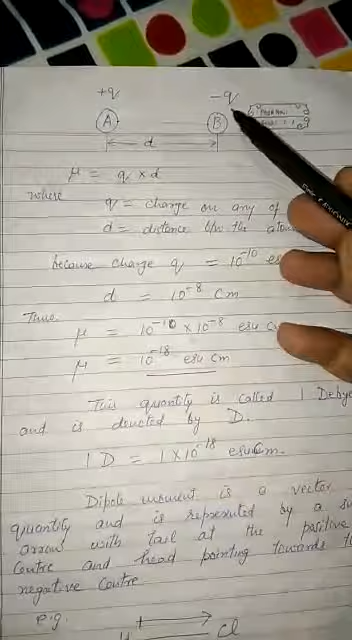 +q -q
A B
d
μ = q × d
where
q = charge on any of
d = distance b/w the
because charge q = 10⁻¹⁰
d = 10⁻⁸ cm
Thus
μ = 10⁻¹⁰ × 10⁻⁸ esu
μ = 10⁻¹⁸ esu cm
This quantity is called 1 Debye
and is denoted by D.
1 D = 1 × 10⁻¹⁸ esu cm.
Dipole moment is a vector
quantity and is represented by a
arrow with tail at the positive
centre and head pointing towards
negative centre
e.g.
Cl